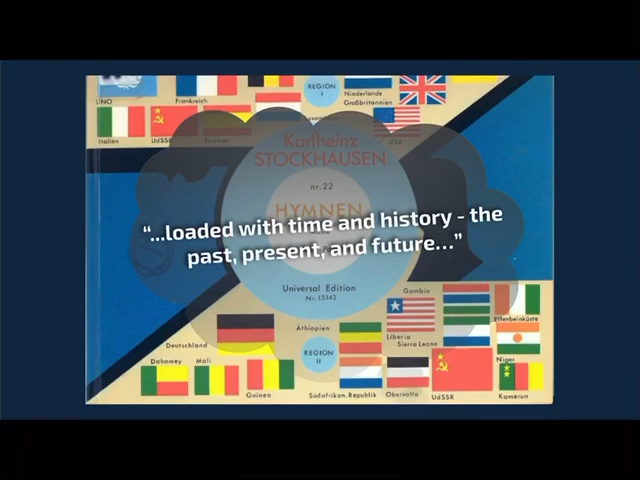 REGION
I
UNO
Frankreich
Niederlande
Großbritannien
Italien
UdSSR
Spanien
Luxemburg
USA
Karlheinz
STOCKHAUSEN
nr. 22
HYMNEN
“...loaded with time and history - the
past, present, and future...”
Universal Edition
Nr. 15142
Gambia
Äthiopien
Liberia
Sierra Leone
Elfenbeinküste
Deutschland
REGION
II
Niger
Dahomey
Mali
Guinea
Südafrikan. Republik
Obervolta
UdSSR
Kamerun